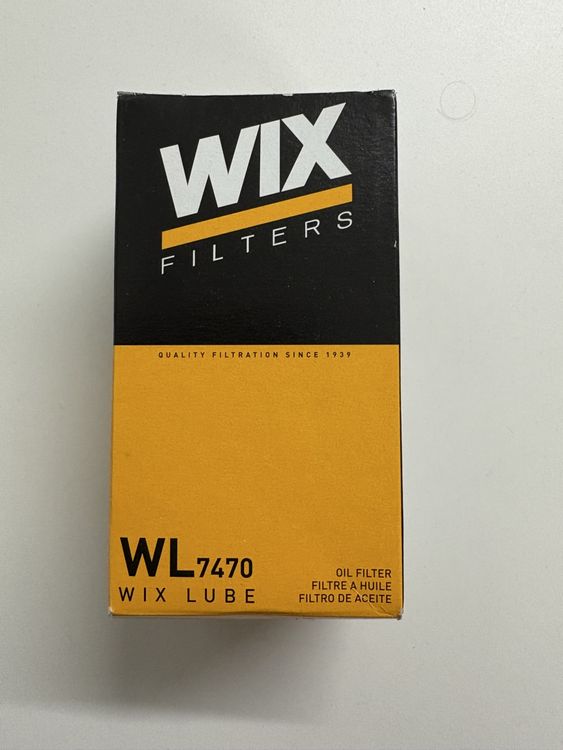 WIX
FILTERS
QUALITY FILTRATION SINCE 1939
WL7470
WIX LUBE
OIL FILTER
FILTRE A HUILE
FILTRO DE ACEITE